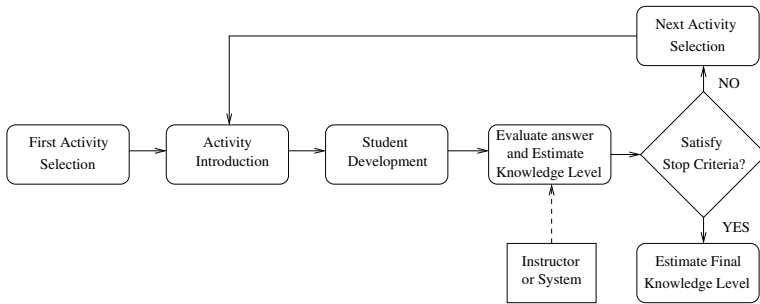 Next Activity
Selection
NO
First Activity
Selection
Activity
Introduction
Student
Development
Evaluate answer
and Estimate
Knowledge Level
Satisfy
Stop Criteria?
YES
Instructor
or System
Estimate Final
Knowledge Level